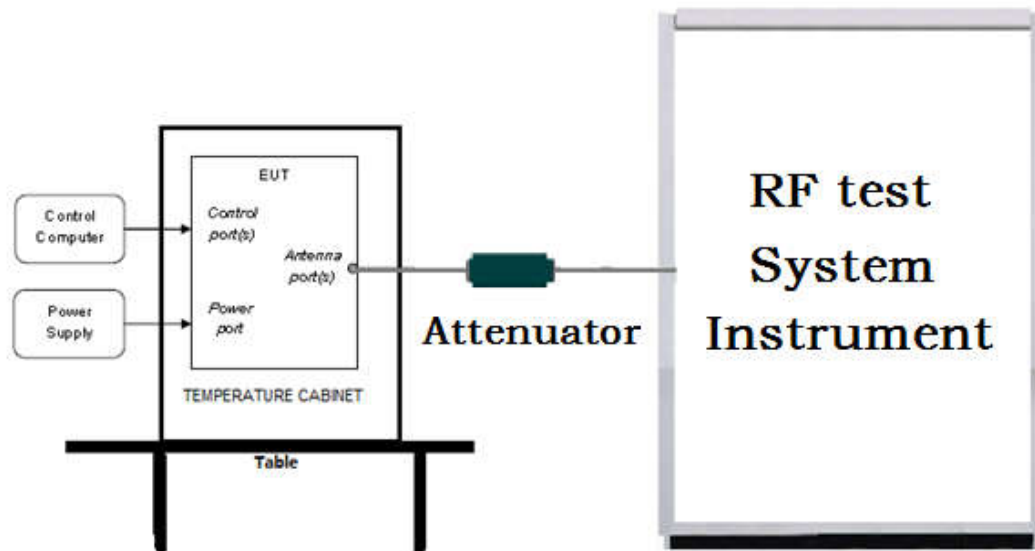 EUT
Control
Computer
Control
port(s)
Antenna
port(s)
Power
Supply
Power
port
TEMPERATURE CABINET
Table
Attenuator
RF test
System
Instrument